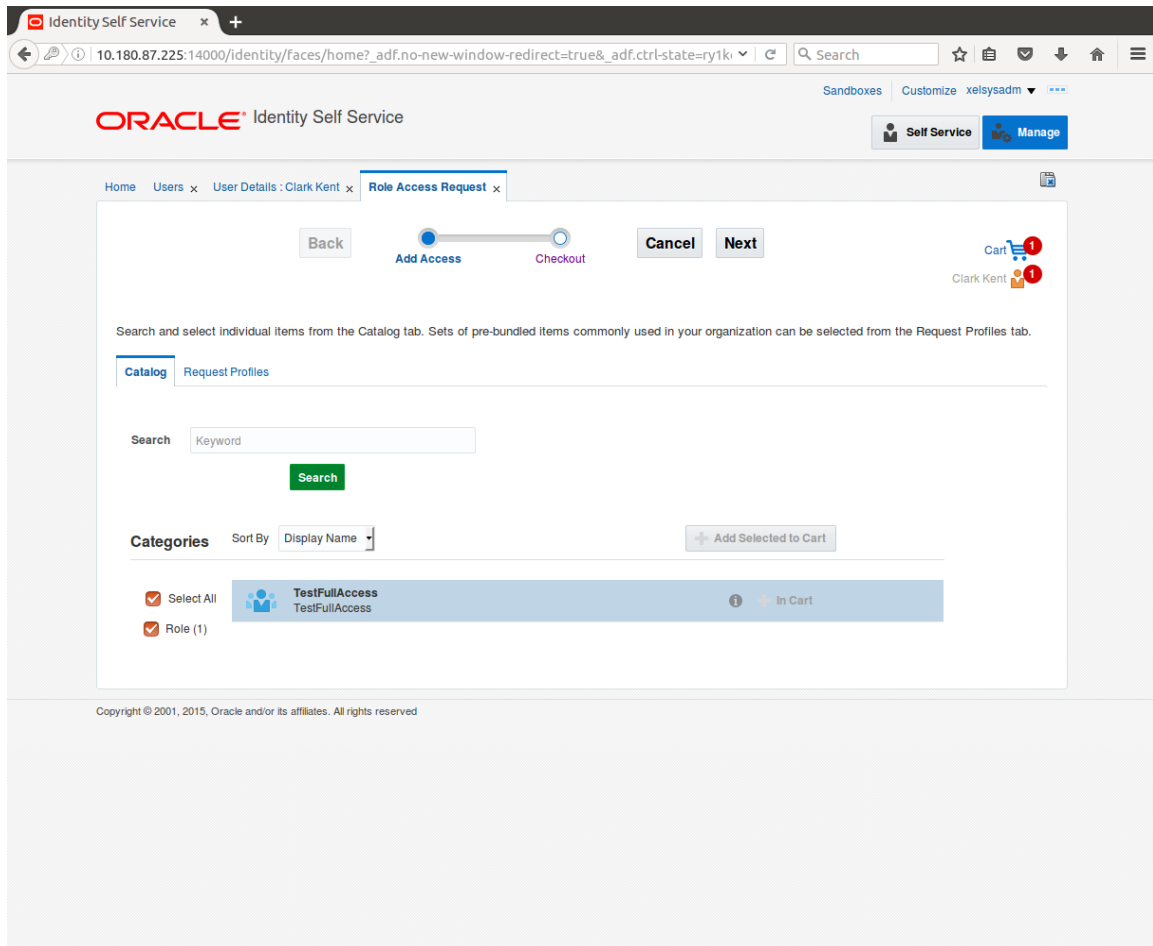 Identity Self Service × +
10.180.87.225:14000/identity/faces/home?_adf.no-new-window-redirect=true&_adf.ctrl-state=ry1k Search
Sandboxes Customize xelsysadm
ORACLE® Identity Self Service
Self Service Manage
Home Users × User Details : Clark Kent × Role Access Request ×
Back Cancel Next
Add Access Checkout
Cart 1
Clark Kent 1
Search and select individual items from the Catalog tab. Sets of pre-bundled items commonly used in your organization can be selected from the Request Profiles tab.
Catalog Request Profiles
Search Keyword
Search
Categories Sort By Display Name Add Selected to Cart
Select All TestFullAccess
TestFullAccess In Cart
Role (1)
Copyright © 2001, 2015, Oracle and/or its affiliates. All rights reserved